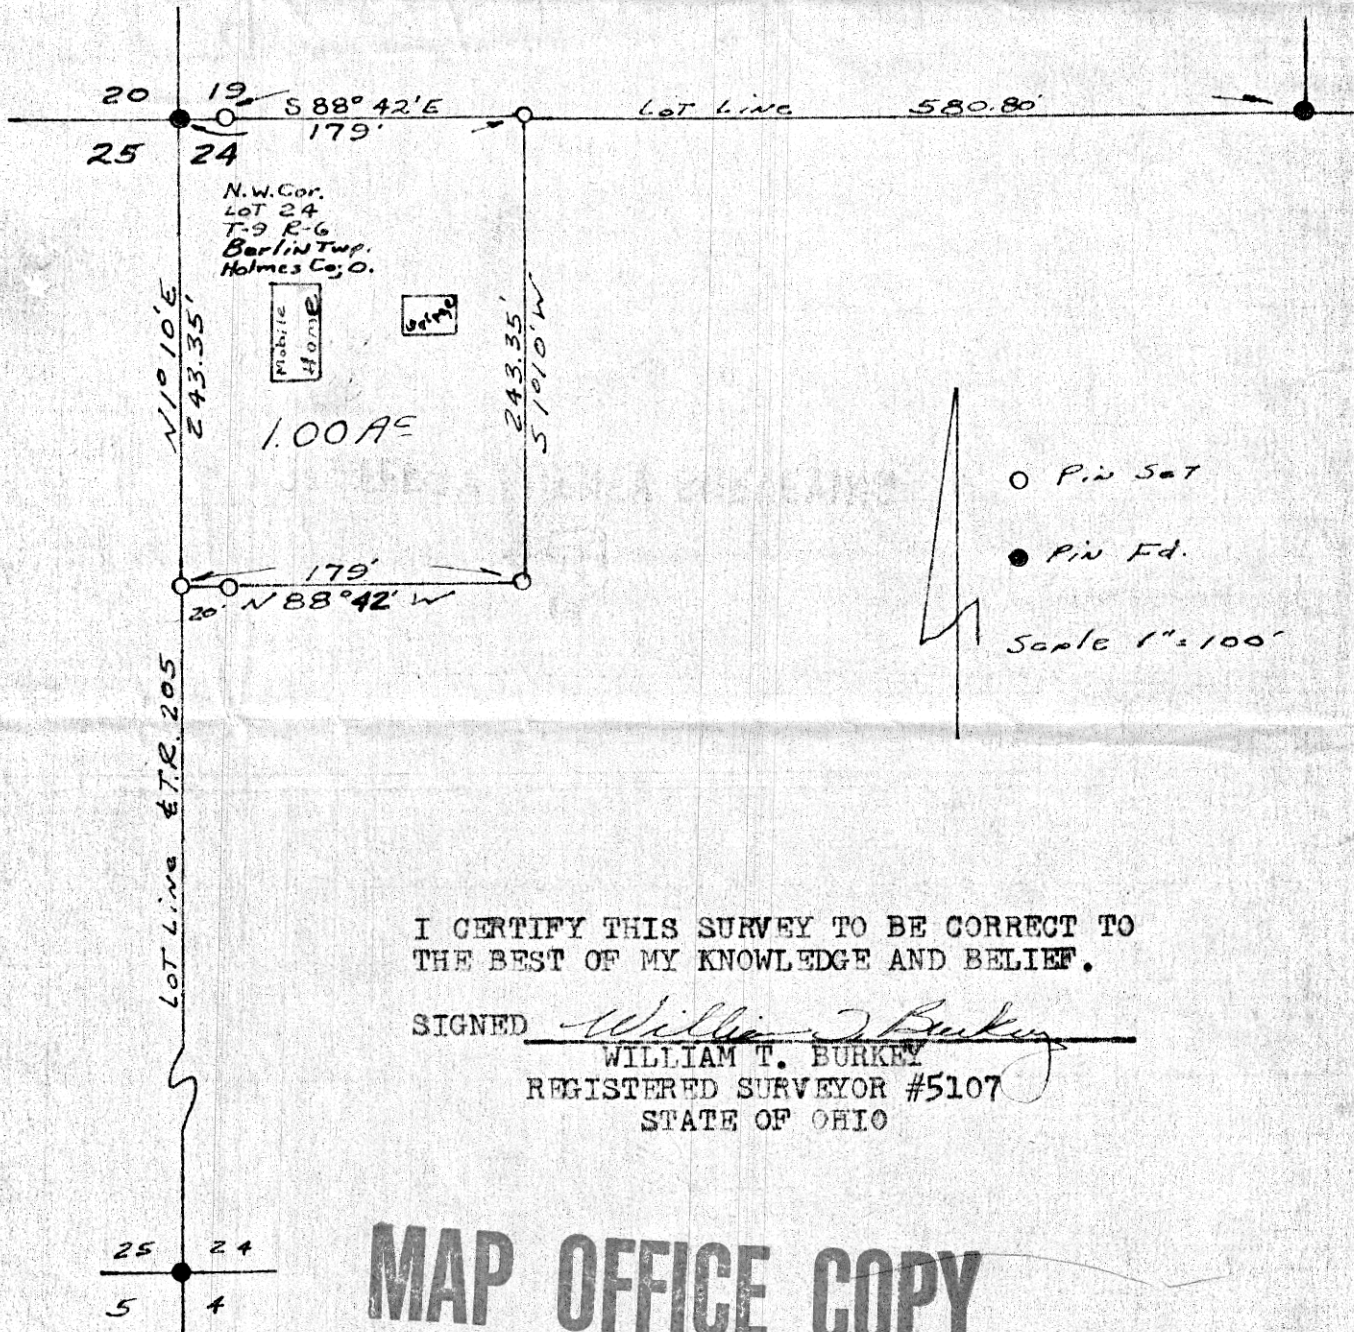 20 19
S 88° 42' E
179'
LOT LINE 580.80'
25 24
N.W. Cor.
LOT 24
T-9 R-6
Berlin Twp.
Holmes Co; O.
N 1° 10' E
243.35'
Mobile
Home
243.35'
S 1° 10' W
1.00 Ac
Pin Set
Pin Fd.
Scale 1" = 100'
179'
20' N 88° 42' W
LOT LINE & T.R. 205
I CERTIFY THIS SURVEY TO BE CORRECT TO
THE BEST OF MY KNOWLEDGE AND BELIEF.
SIGNED William T. Burkey
WILLIAM T. BURKEY
REGISTERED SURVEYOR #5107
STATE OF OHIO
25 24
5 4
MAP OFFICE COPY